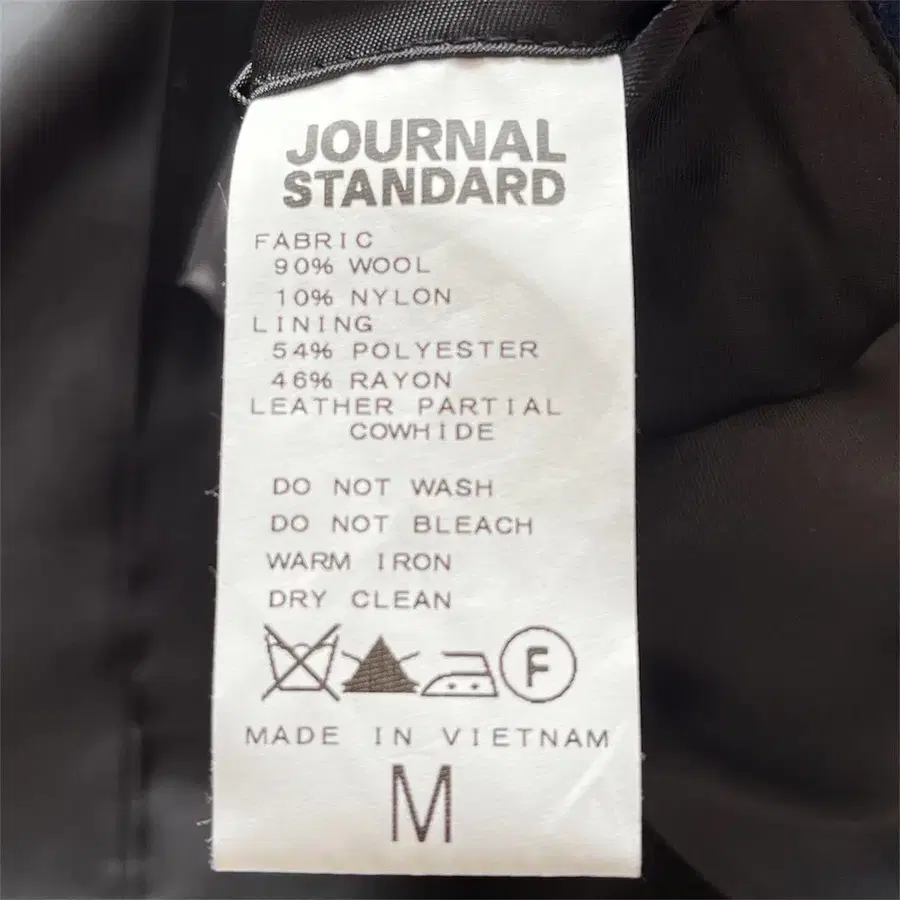 JOURNAL
STANDARD
FABRIC
90% WOOL
10% NYLON
LINING
54% POLYESTER
46% RAYON
LEATHER PARTIAL
COWHIDE
DO NOT WASH
DO NOT BLEACH
WARM IRON
DRY CLEAN
F
MADE IN VIETNAM
M